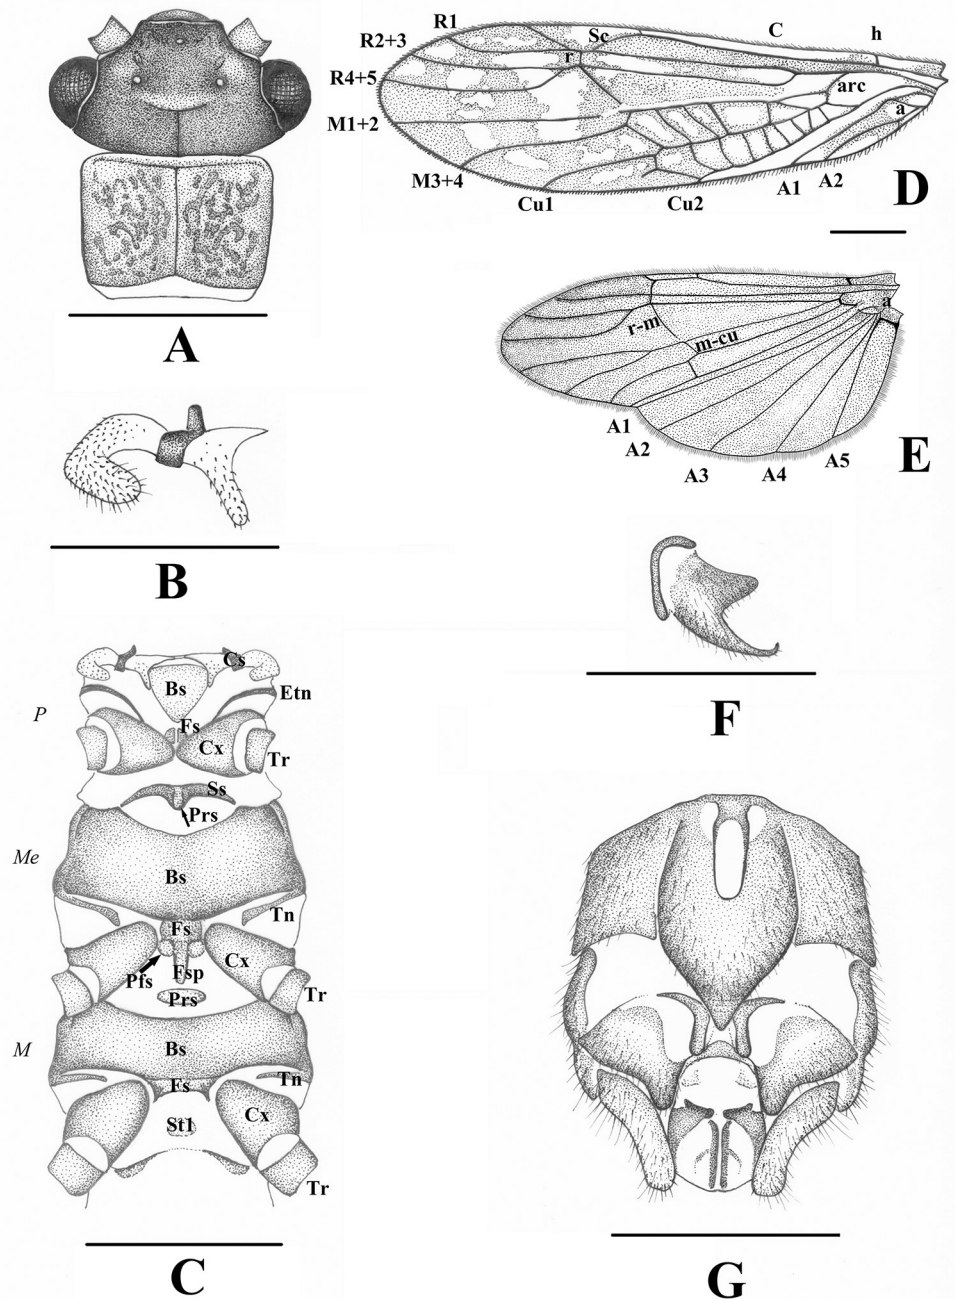 R1
R2+3
R4+5
M1+2
M3+4
Cu1
Cu2
A1
A2
Sc
r
C
h
arc
a
D
A
r-m
m-cu
a
A1
A2
A3
A4
A5
E
B
F
P
Cs
Bs
Etn
Fs
Cx
Tr
Ss
Prs
Me
Bs
Tn
Fs
Pfs
Fsp
Cx
Prs
Tr
M
Bs
Fs
Tn
Cx
St1
Tr
C
G